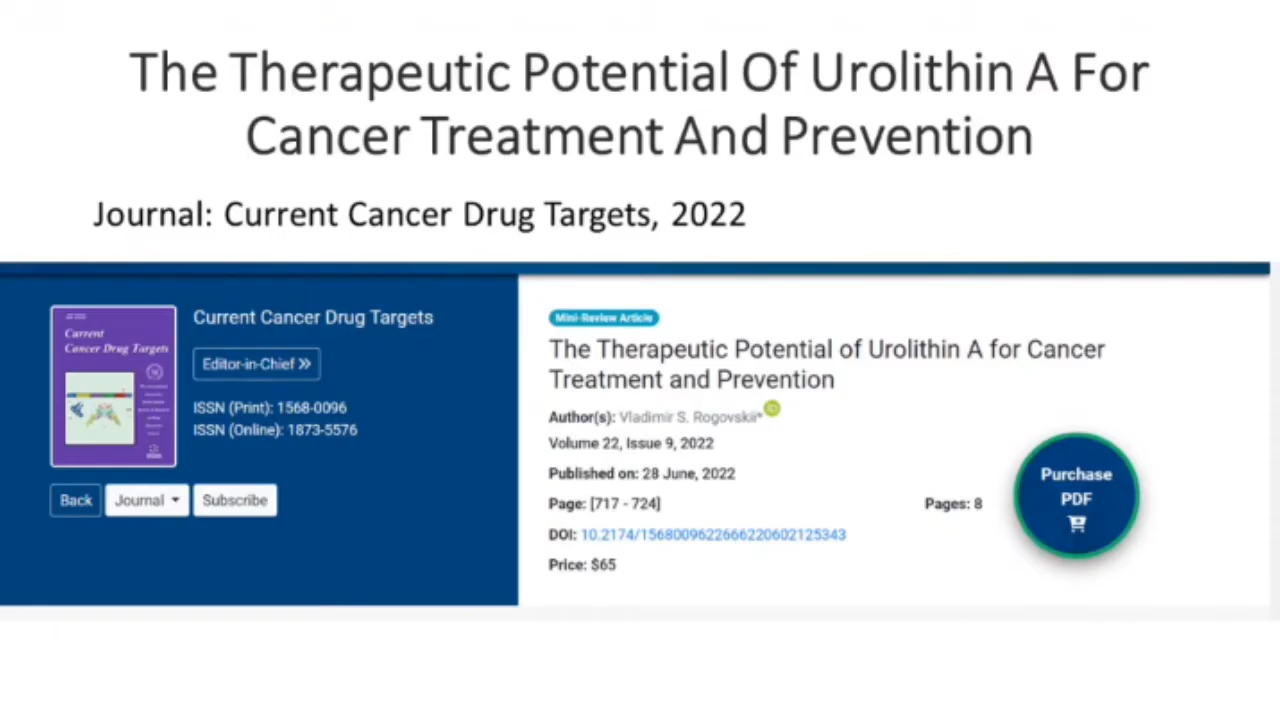 The Therapeutic Potential Of Urolithin A For
Cancer Treatment And Prevention
Journal: Current Cancer Drug Targets, 2022
Current
Cancer Drug Targets
Current Cancer Drug Targets
Editor-in-Chief »
ISSN (Print): 1568-0096
ISSN (Online): 1873-5576
Back
Journal
Subscribe
Mini-Review Article
The Therapeutic Potential of Urolithin A for Cancer
Treatment and Prevention
Author(s): Vladimir S. Rogovskii*
iD
Volume 22, Issue 9, 2022
Published on: 28 June, 2022
Page: [717 - 724]
Pages: 8
DOI: 10.2174/1568009622666220602125343
Price: $65
Purchase
PDF